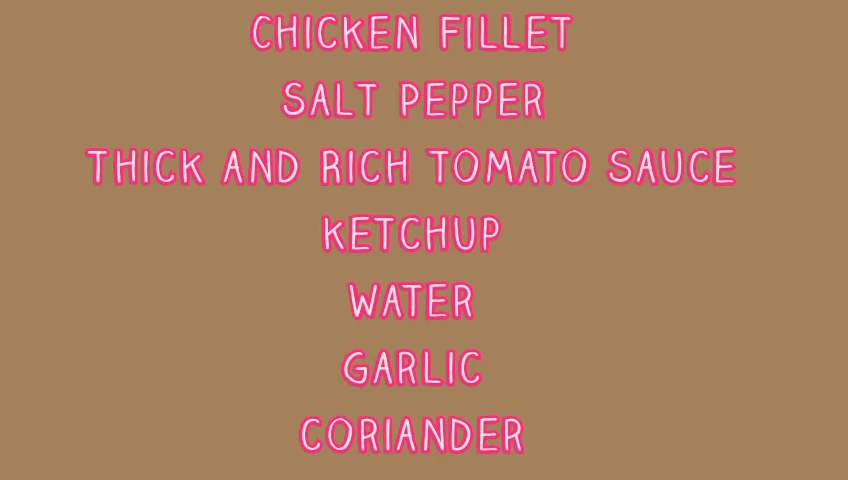 CHICKEN FILLET
SALT PEPPER
THICK AND RICH TOMATO SAUCE
KETCHUP
WATER
GARLIC
CORIANDER